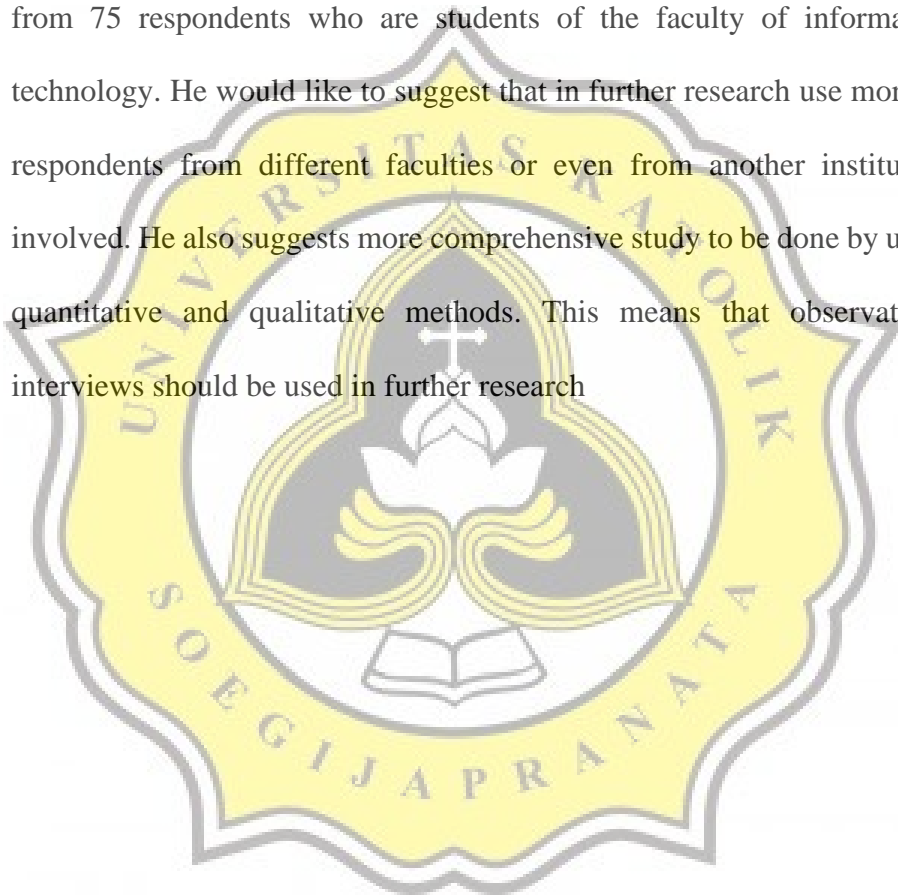 from 75 respondents who are students of the faculty of informa
technology. He would like to suggest that in further research use mor
respondents from different faculties or even from another institu
involved. He also suggests more comprehensive study to be done by u
quantitative and qualitative methods. This means that observat
interviews should be used in further research
UNIVERSITAS KATOLIK
SOEGIJAPRANATA